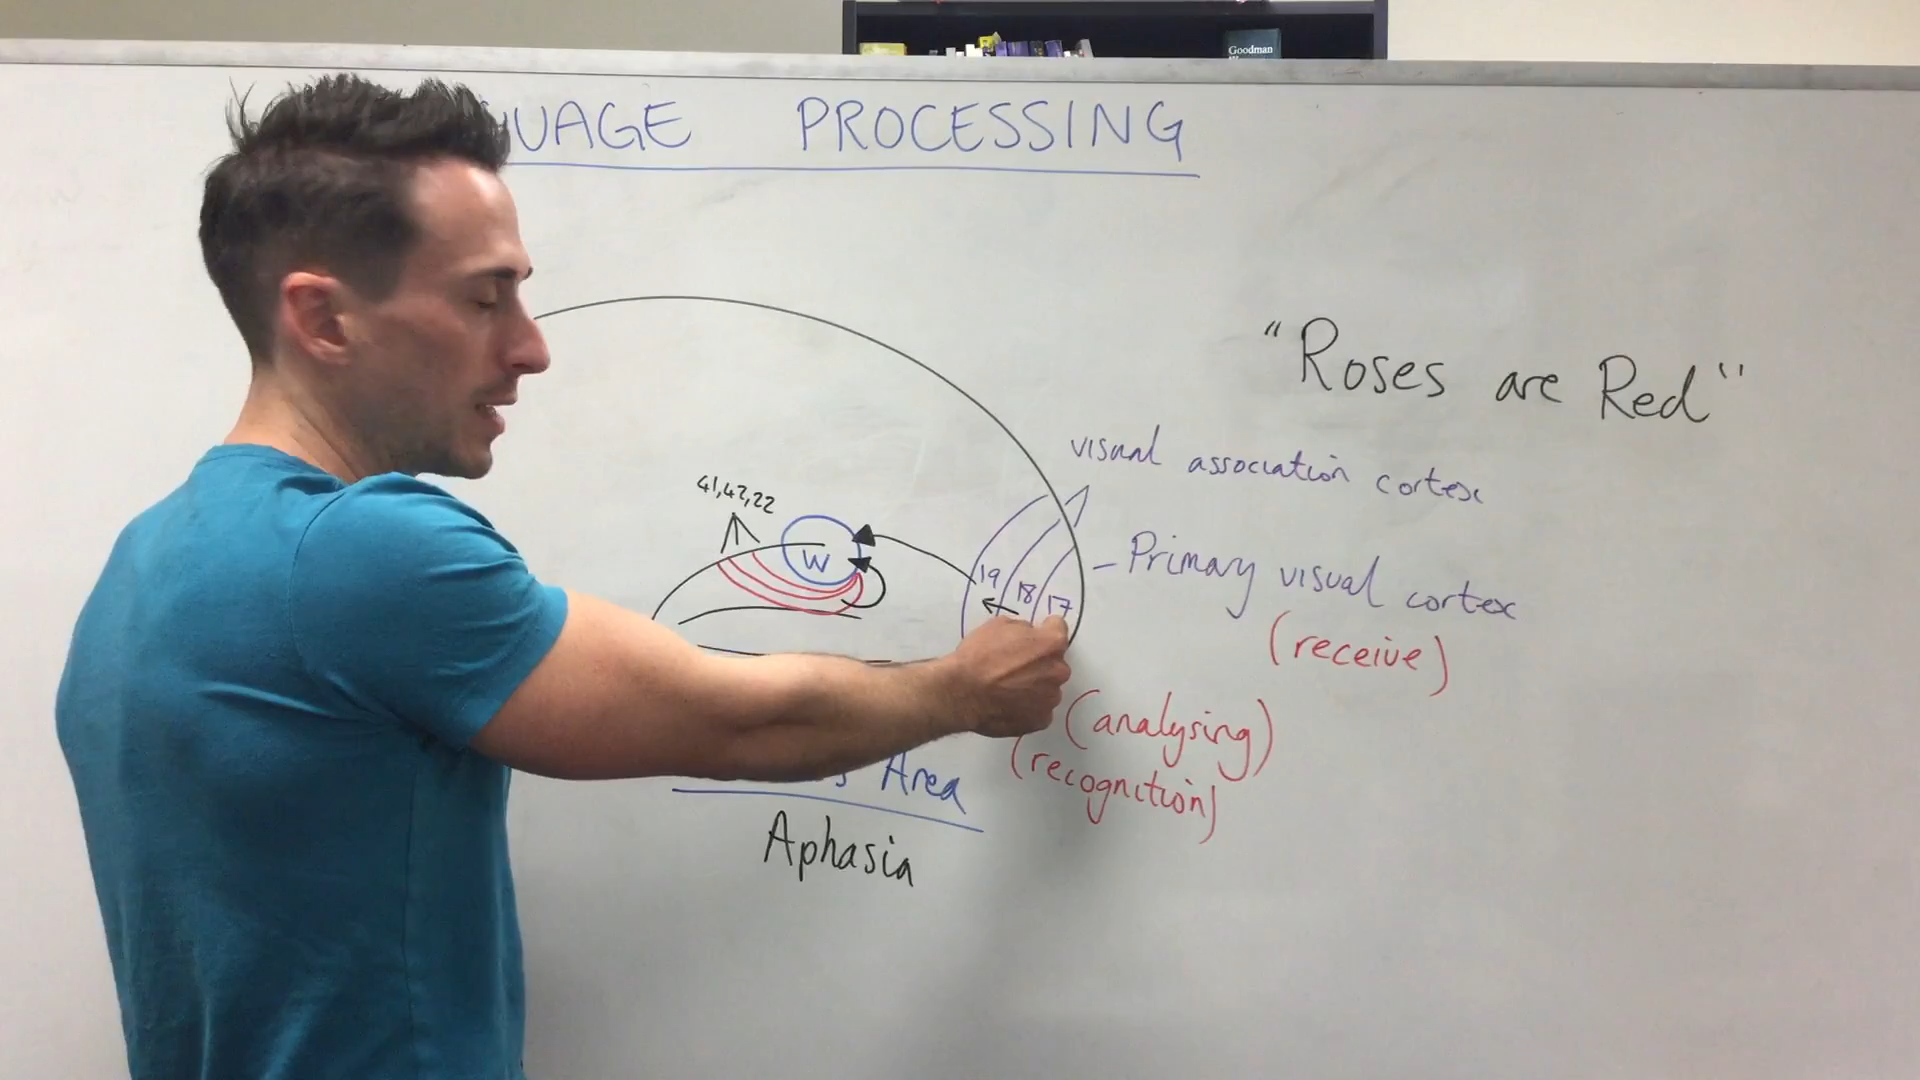 Goodman
UAGE PROCESSING
"Roses are Red"
visual association cortex
41,42,22
Primary visual cortex
W
19
18
17
(receive)
(analysing)
(recognition)
s Area
Aphasia